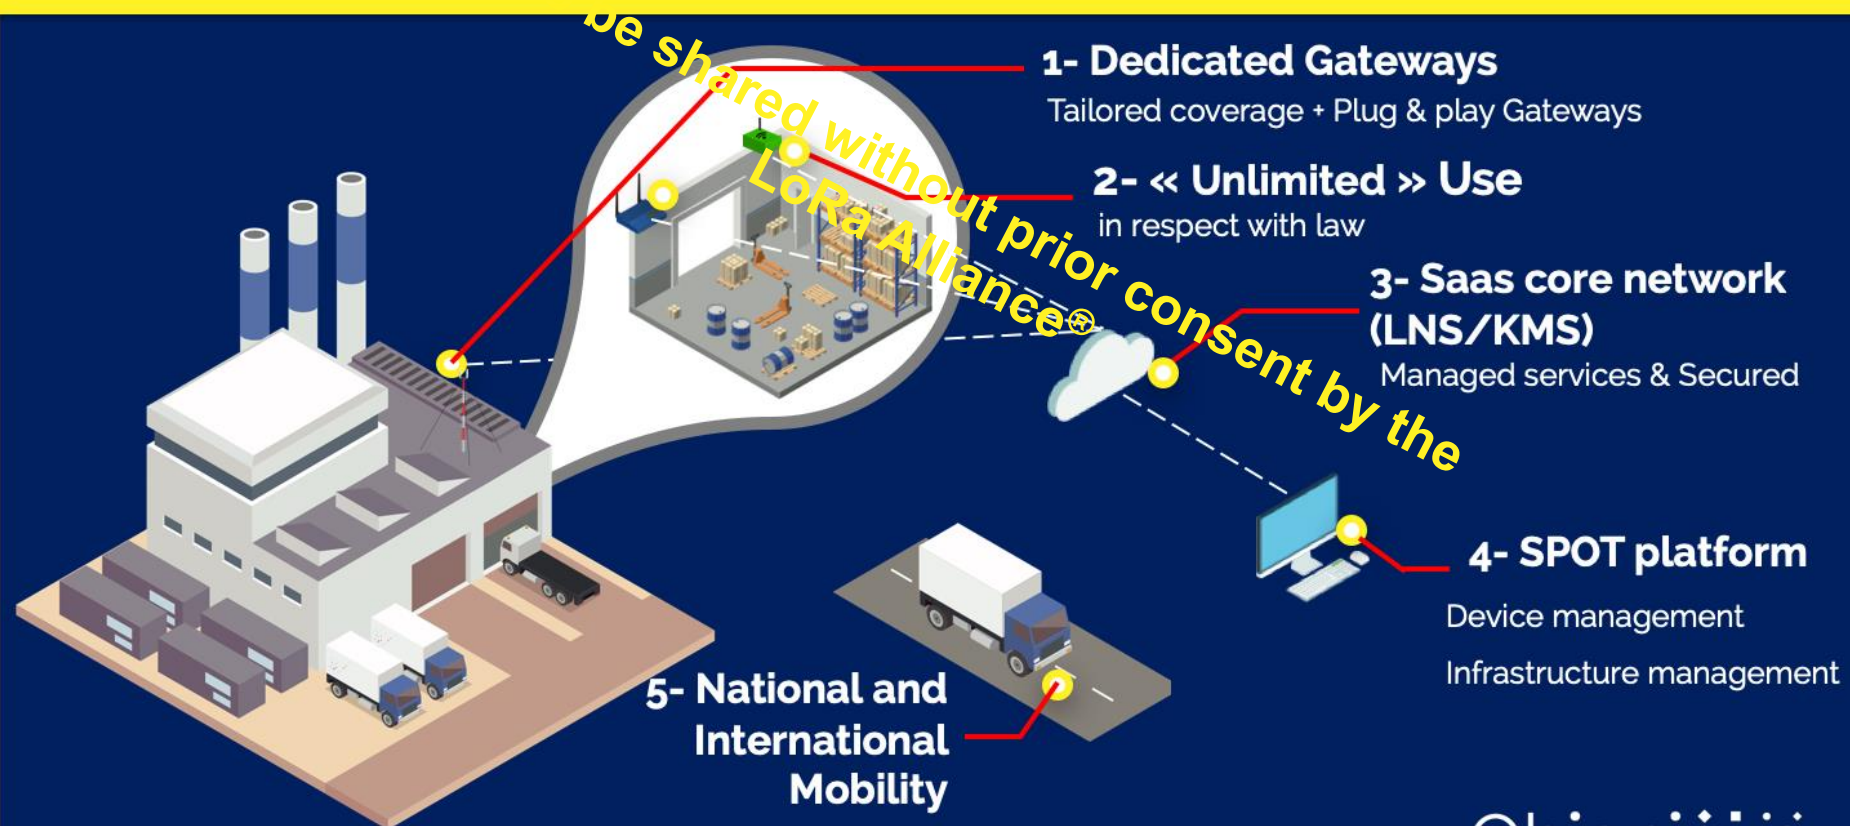 1- Dedicated Gateways
Tailored coverage + Plug & play Gateways
2- « Unlimited » Use
in respect with law
3- Saas core network
(LNS/KMS)
Managed services & Secured
4- SPOT platform
Device management
Infrastructure management
5- National and
International
Mobility
be shared without prior consent by the
LoRa Alliance®